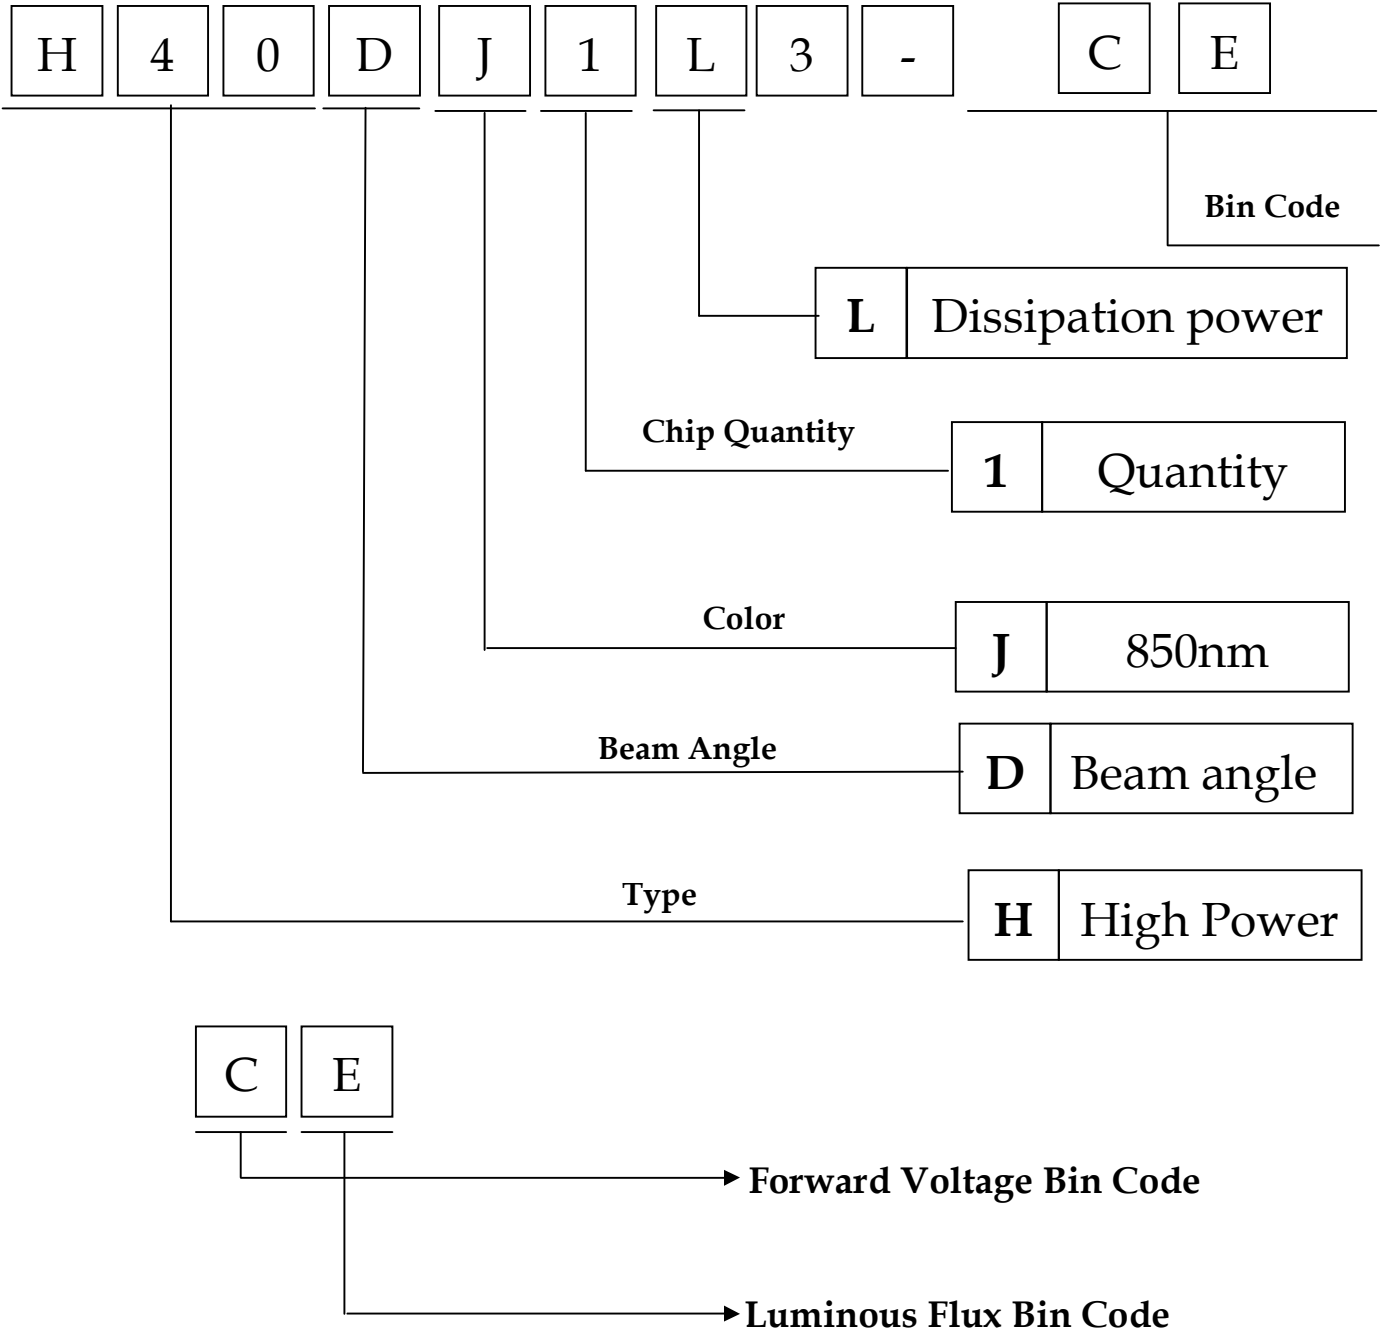 H 4 0 D J 1 L 3 - C E
Bin Code
L Dissipation power
Chip Quantity
1 Quantity
Color
J 850nm
Beam Angle
D Beam angle
Type
H High Power
C E
Forward Voltage Bin Code
Luminous Flux Bin Code